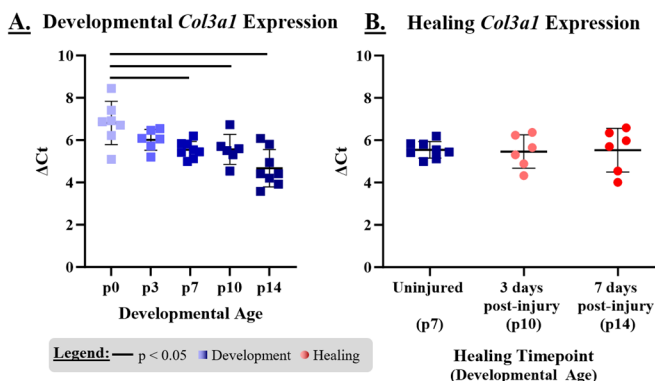 A. Developmental Col3a1 Expression
10
8
6
4
2
0
ΔCt
p0 p3 p7 p10 p14
Developmental Age
B. Healing Col3a1 Expression
10
8
6
4
2
0
ΔCt
Uninjured 3 days 7 days
post-injury post-injury
(p7) (p10) (p14)
Healing Timepoint
(Developmental Age)
Legend: p < 0.05 Development Healing